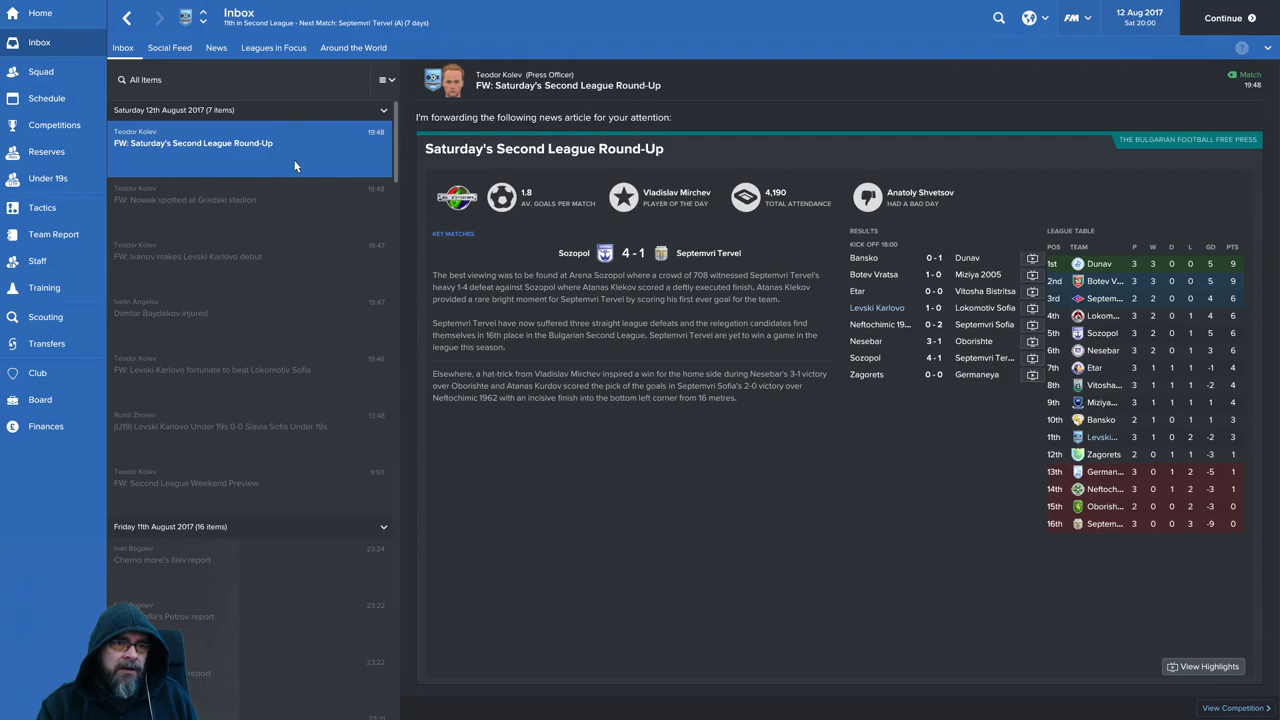 Home
Inbox
Squad
Schedule
Competitions
Reserves
Under 19s
Tactics
Team Report
Staff
Training
Scouting
Transfers
Club
Board
Finances
Inbox
11th in Second League - Next Match: Septemvri Tervel (A) (7 days)
FM
12 Aug 2017
Sat 20:00
Continue
Inbox Social Feed News Leagues in Focus Around the World
All Items
Saturday 12th August 2017 (7 items)
Teodor Kolev 19:48
FW: Saturday's Second League Round-Up
Teodor Kolev 19:48
FW: Nowak spotted at Gradski stadion
Teodor Kolev 19:47
FW: Ivanov makes Levski Karlovo debut
Ivelin Angelov 19:47
Dimitar Baydakov injured
Teodor Kolev 19:46
FW: Levski Karlovo fortunate to beat Lokomotiv Sofia
Rumil Zhotev 13:48
(U19) Levski Karlovo Under 19s 0-0 Slavia Sofia Under 19s
Teodor Kolev 9:50
FW: Second League Weekend Preview
Friday 11th August 2017 (16 items)
Ivan Bogoev 23:24
Cherno more's Iliev report
Bogoev 23:22
Petrov report
23:22
report
Teodor Kolev (Press Officer)
FW: Saturday's Second League Round-Up
Match
19:48
I'm forwarding the following news article for your attention:
THE BULGARIAN FOOTBALL FREE PRESS
Saturday's Second League Round-Up
1.8
AV. GOALS PER MATCH
Vladislav Mirchev
PLAYER OF THE DAY
4,190
TOTAL ATTENDANCE
Anatoly Shvetsov
HAD A BAD DAY
KEY MATCHES
Sozopol 4 - 1 Septemvri Tervel
The best viewing was to be found at Arena Sozopol where a crowd of 708 witnessed Septemvri Tervel's
heavy 1-4 defeat against Sozopol where Atanas Klekov scored a deftly executed finish. Atanas Klekov
provided a rare bright moment for Septemvri Tervel by scoring his first ever goal for the team.
Septemvri Tervel have now suffered three straight league defeats and the relegation candidates find
themselves in 16th place in the Bulgarian Second League. Septemvri Tervel are yet to win a game in the
league this season.
Elsewhere, a hat-trick from Vladislav Mirchev inspired a win for the home side during Nesebar's 3-1 victory
over Oborishte and Atanas Kurdov scored the pick of the goals in Septemvri Sofia's 2-0 victory over
Neftochimic 1962 with an incisive finish into the bottom left corner from 16 metres.
RESULTS
KICK OFF 18:00
Bansko 0 - 1 Dunav
Botev Vratsa 1 - 0 Miziya 2005
Etar 0 - 0 Vitosha Bistritsa
Levski Karlovo 1 - 0 Lokomotiv Sofia
Neftochimic 19... 0 - 2 Septemvri Sofia
Nesebar 3 - 1 Oborishte
Sozopol 4 - 1 Septemvri Ter...
Zagorets 0 - 0 Germaneya
LEAGUE TABLE
POS TEAM P W D L GD PTS
1st Dunav 3 3 0 0 5 9
2nd Botev V... 3 3 0 0 5 9
3rd Septem... 2 2 0 0 4 6
4th Lokom... 3 2 0 1 4 6
5th Sozopol 3 2 0 1 5 6
6th Nesebar 3 2 0 1 3 6
7th Etar 3 1 1 1 -2 4
8th Vitosha... 3 1 1 1 2 4
9th Miziya... 3 1 1 1 1 4
10th Bansko 3 1 0 2 1 3
11th Levski... 3 1 0 2 -2 3
12th Zagorets 2 0 1 1 -3 1
13th German... 3 0 1 2 -5 1
14th Neftoch... 3 0 1 2 -3 1
15th Oborish... 2 0 0 2 -3 0
16th Septem... 3 0 0 3 -9 0
View Highlights
View Competition